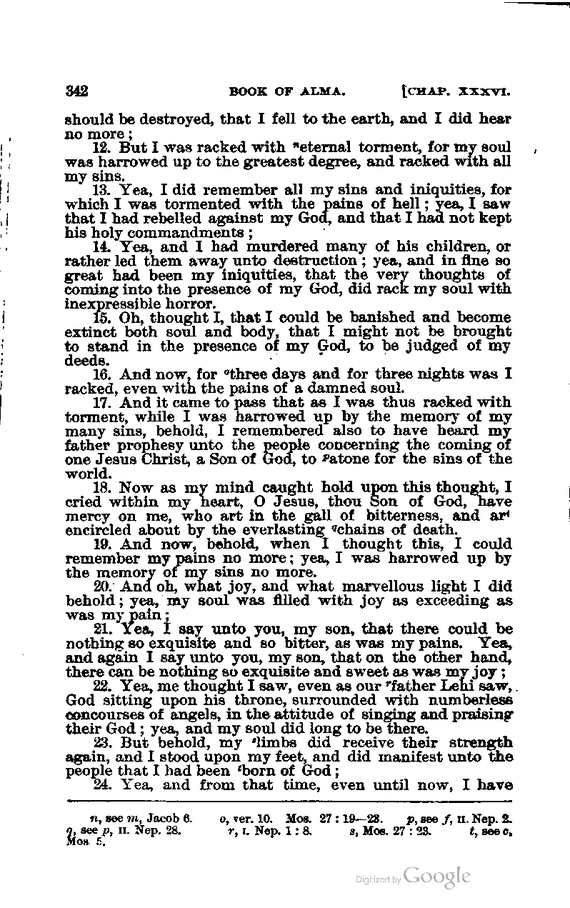 342 BOOK OF ALMA. [CHAP. XXXVI.
should be destroyed, that I fell to the earth, and I did hear
no more;
12. But I was racked with ⁿeternal torment, for my soul
was harrowed up to the greatest degree, and racked with all
my sins.
13. Yea, I did remember all my sins and iniquities, for
which I was tormented with the pains of hell; yea, I saw
that I had rebelled against my God, and that I had not kept
his holy commandments;
14. Yea, and I had murdered many of his children, or
rather led them away unto destruction; yea, and in fine so
great had been my iniquities, that the very thoughts of
coming into the presence of my God, did rack my soul with
inexpressible horror.
15. Oh, thought I, that I could be banished and become
extinct both soul and body, that I might not be brought
to stand in the presence of my God, to be judged of my
deeds.
16. And now, for ᵒthree days and for three nights was I
racked, even with the pains of a damned soul.
17. And it came to pass that as I was thus racked with
torment, while I was harrowed up by the memory of my
many sins, behold, I remembered also to have heard my
father prophesy unto the people concerning the coming of
one Jesus Christ, a Son of God, to ᵖatone for the sins of the
world.
18. Now as my mind caught hold upon this thought, I
cried within my heart, O Jesus, thou Son of God, have
mercy on me, who art in the gall of bitterness, and art
encircled about by the everlasting qchains of death.
19. And now, behold, when I thought this, I could
remember my pains no more; yea, I was harrowed up by
the memory of my sins no more.
20. And oh, what joy, and what marvellous light I did
behold; yea, my soul was filled with joy as exceeding as
was my pain;
21. Yea, I say unto you, my son, that there could be
nothing so exquisite and so bitter, as was my pains. Yea,
and again I say unto you, my son, that on the other hand,
there can be nothing so exquisite and sweet as was my joy;
22. Yea, me thought I saw, even as our ʳfather Lehi saw,
God sitting upon his throne, surrounded with numberless
concourses of angels, in the attitude of singing and praising
their God; yea, and my soul did long to be there.
23. But behold, my ˢlimbs did receive their strength
again, and I stood upon my feet, and did manifest unto the
people that I had been ᵗborn of God;
24. Yea, and from that time, even until now, I have
n, see m, Jacob 6. o, ver. 10. Mos. 27:19—23. p, see f, II. Nep. 2.
q, see p, II. Nep. 28. r, I. Nep. 1:8. s, Mos. 27:23. t, see c,
Mos 5.
Digitized by Google